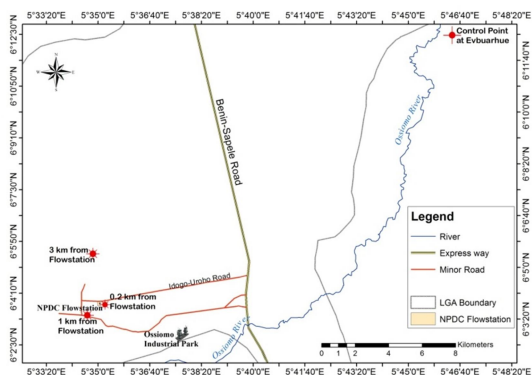 5°33'20"E 5°35'0"E 5°36'40"E 5°38'20"E 5°40'0"E 5°41'40"E 5°43'20"E 5°45'0"E 5°46'40"E 5°48'20"E
Control Point
at Evbuarhue
Ossiomo River
Benin-Sapele Road
3 km from
Flowstation
Idogo-Uroho Road
0.2 km from
Flowstation
NPDC Flowstation
1 km from
Flowstation
Ossiomo
Industrial Park
Ossiomo River
Legend
River
Express way
Minor Road
LGA Boundary
NPDC Flowstation
0 1 2 4 6 8
Kilometers
6°10'50"N
6°9'10"N
6°7'30"N
6°5'50"N
6°4'10"N
6°2'30"N
6°11'40"N
6°10'0"N
6°8'20"N
6°6'40"N
6°5'0"N
6°3'20"N
5°33'20"E 5°35'0"E 5°36'40"E 5°38'20"E 5°40'0"E 5°41'40"E 5°43'20"E 5°45'0"E 5°46'40"E 5°48'20"E